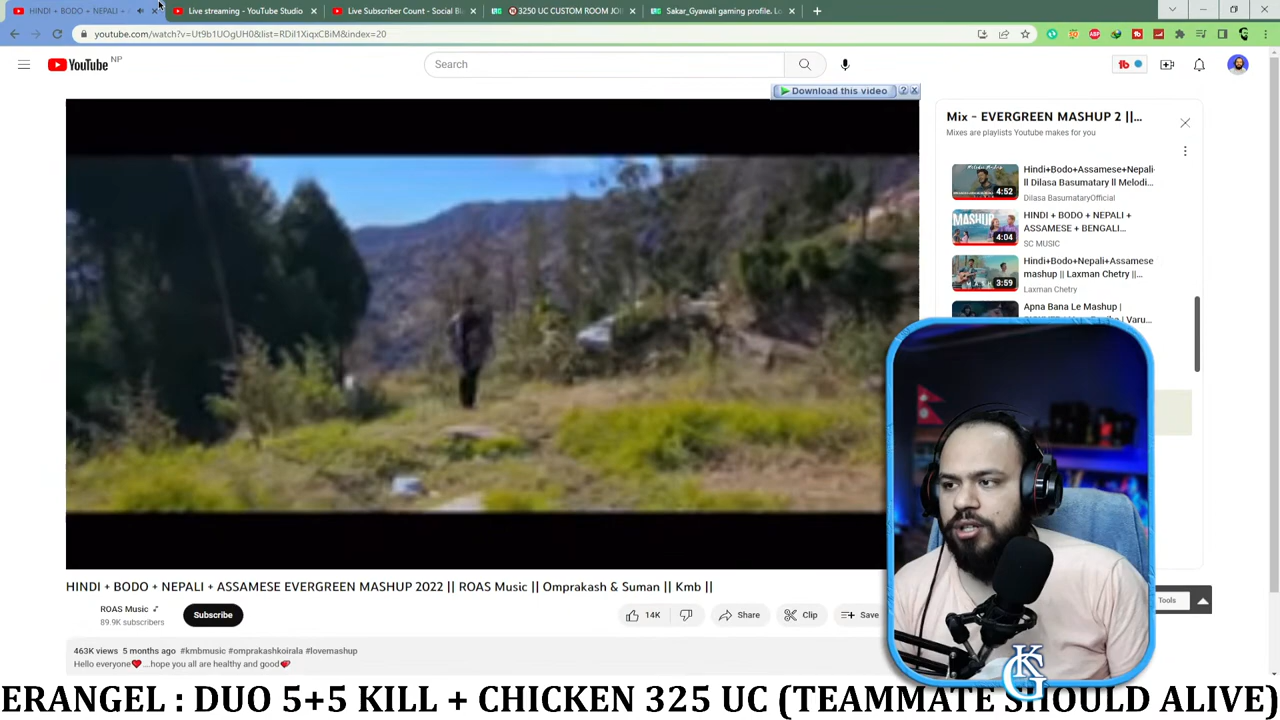 HINDI + BODO + NEPALI +
Live streaming - YouTube Studio
Live Subscriber Count - Social Bl
3250 UC CUSTOM ROOM JOI
Sakar_Gyawali gaming profile. Lo
youtube.com/watch?v=Ut9b1UOgUH0&list=RDiI1XiqxCBiM&index=20
YouTube NP
Search
Download this video
Mix - EVERGREEN MASHUP 2 ||...
Mixes are playlists Youtube makes for you
Hindi+Bodo+Assamese+Nepali
ll Dilasa Basumatary ll Melodi...
4:52
Dilasa BasumataryOfficial
MASHUP
HINDI + BODO + NEPALI +
ASSAMESE + BENGALI...
4:04
SC MUSIC
Hindi+Bodo+Nepali+Assamese
mashup || Laxman Chetry ||...
3:59
Laxman Chetry
Apna Bana Le Mashup |
HINDI + BODO + NEPALI + ASSAMESE EVERGREEN MASHUP 2022 || ROAS Music || Omprakash & Suman || Kmb ||
ROAS Music
89.9K subscribers
Subscribe
14K
Share
Clip
Save
Tools
463K views 5 months ago #kmbmusic #omprakashkoirala #lovemashup
Hello everyone❤️....hope you all are healthy and good
KG
ERANGEL : DUO 5+5 KILL + CHICKEN 325 UC (TEAMMATE SHOULD ALIVE)